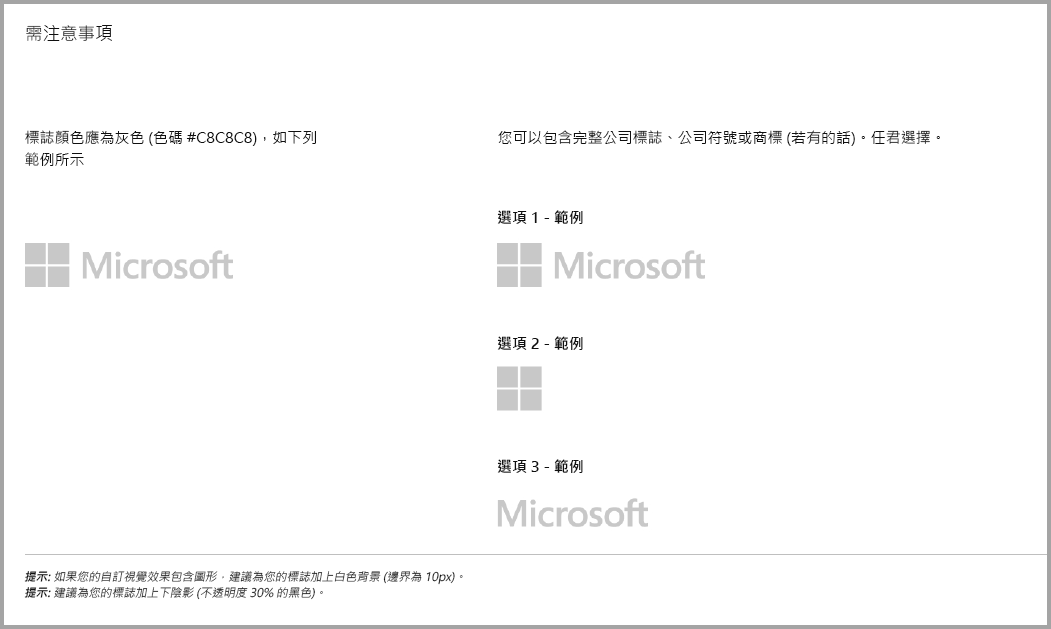 需注意事項
標誌顏色應為灰色 (色碼 #C8C8C8)，如下列
範例所示
Microsoft
您可以包含完整公司標誌、公司符號或商標 (若有的話)。任君選擇。
選項 1 - 範例
Microsoft
選項 2 - 範例
選項 3 - 範例
Microsoft
提示: 如果您的自訂視覺效果包含圖形，建議為您的標誌加上白色背景 (邊界為 10px)。
提示: 建議為您的標誌加上下陰影 (不透明度 30% 的黑色)。